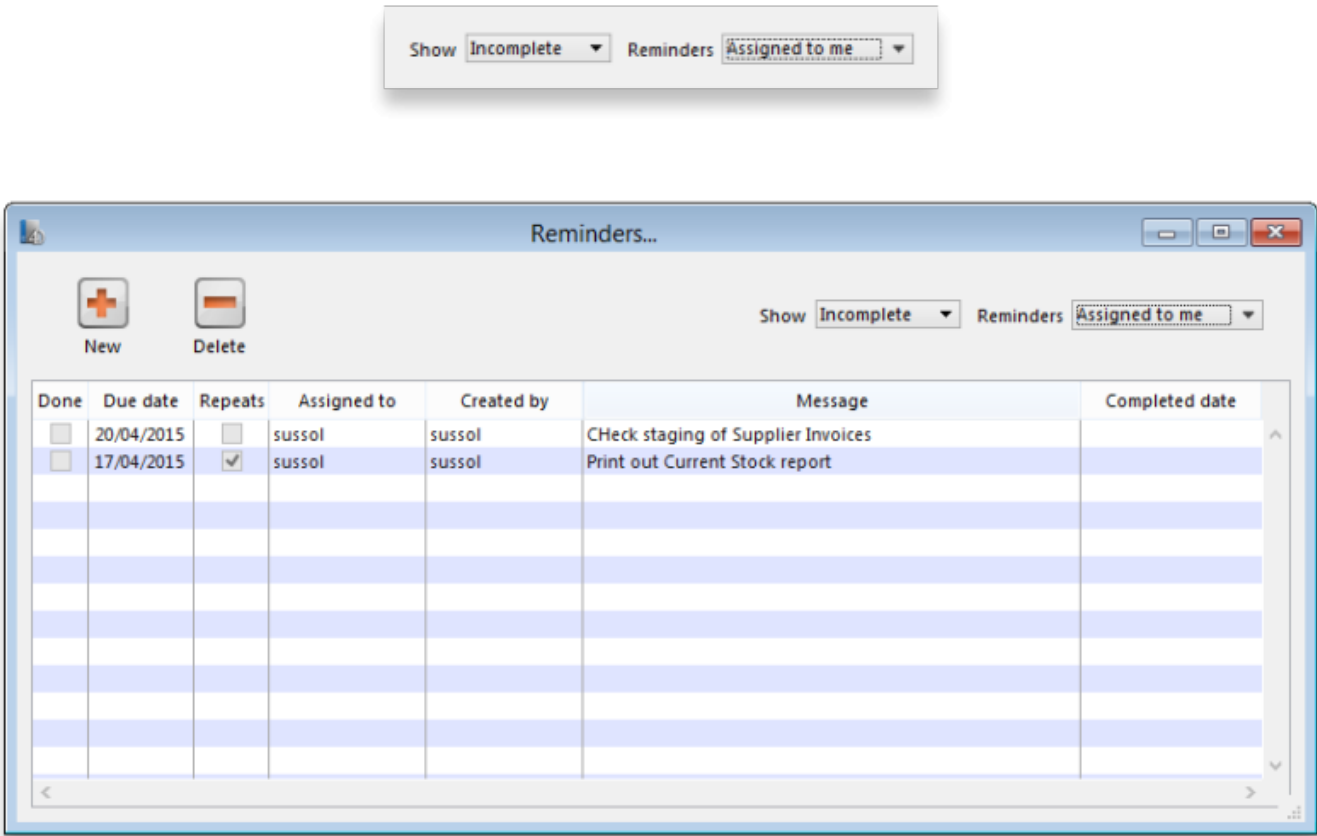 Show Incomplete Reminders Assigned to me
Reminders...
New Delete Show Incomplete Reminders Assigned to me
Done Due date Repeats Assigned to Created by Message Completed date
20/04/2015 sussol sussol CHeck staging of Supplier Invoices
17/04/2015 sussol sussol Print out Current Stock report